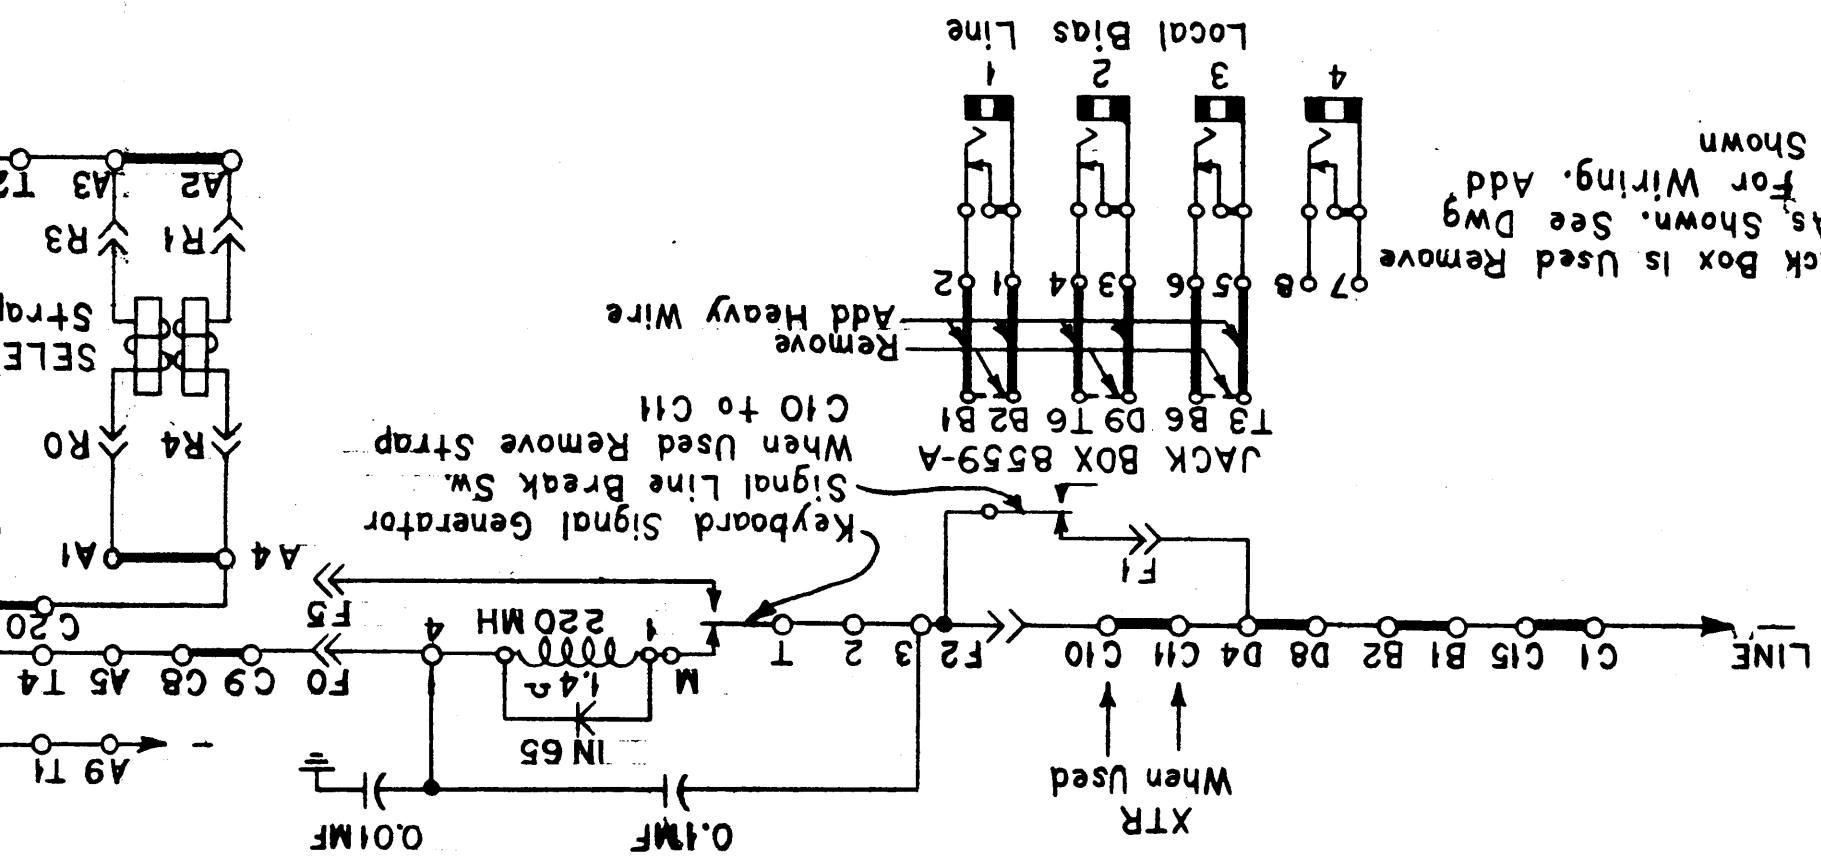 XTR
When Used
0.1MF
0.01MF
IN 65
A9 T1
LINE
C1 C15 B1 B2 D8 D4 C11 C10 F2 3 2 T
M 1 1.4Ω 220 MH 4
F0 C9 C8 A5 T4
F5
C20
F1
A4 A1
Keyboard Signal Generator
Signal Line Break Sw.
When Used Remove Strap
C10 to C11
JACK BOX 8559-A
T3 B6 D9 T6 B2 B1
Remove
Add Heavy Wire
7 8 5 6 3 4 1 2
R4 R0
SELE
Strap
R1 R3
A2 A3 T2
ck Box Is Used Remove
As Shown. See Dwg
For Wiring. Add
Shown
4 3 2 1
Local Bias Line